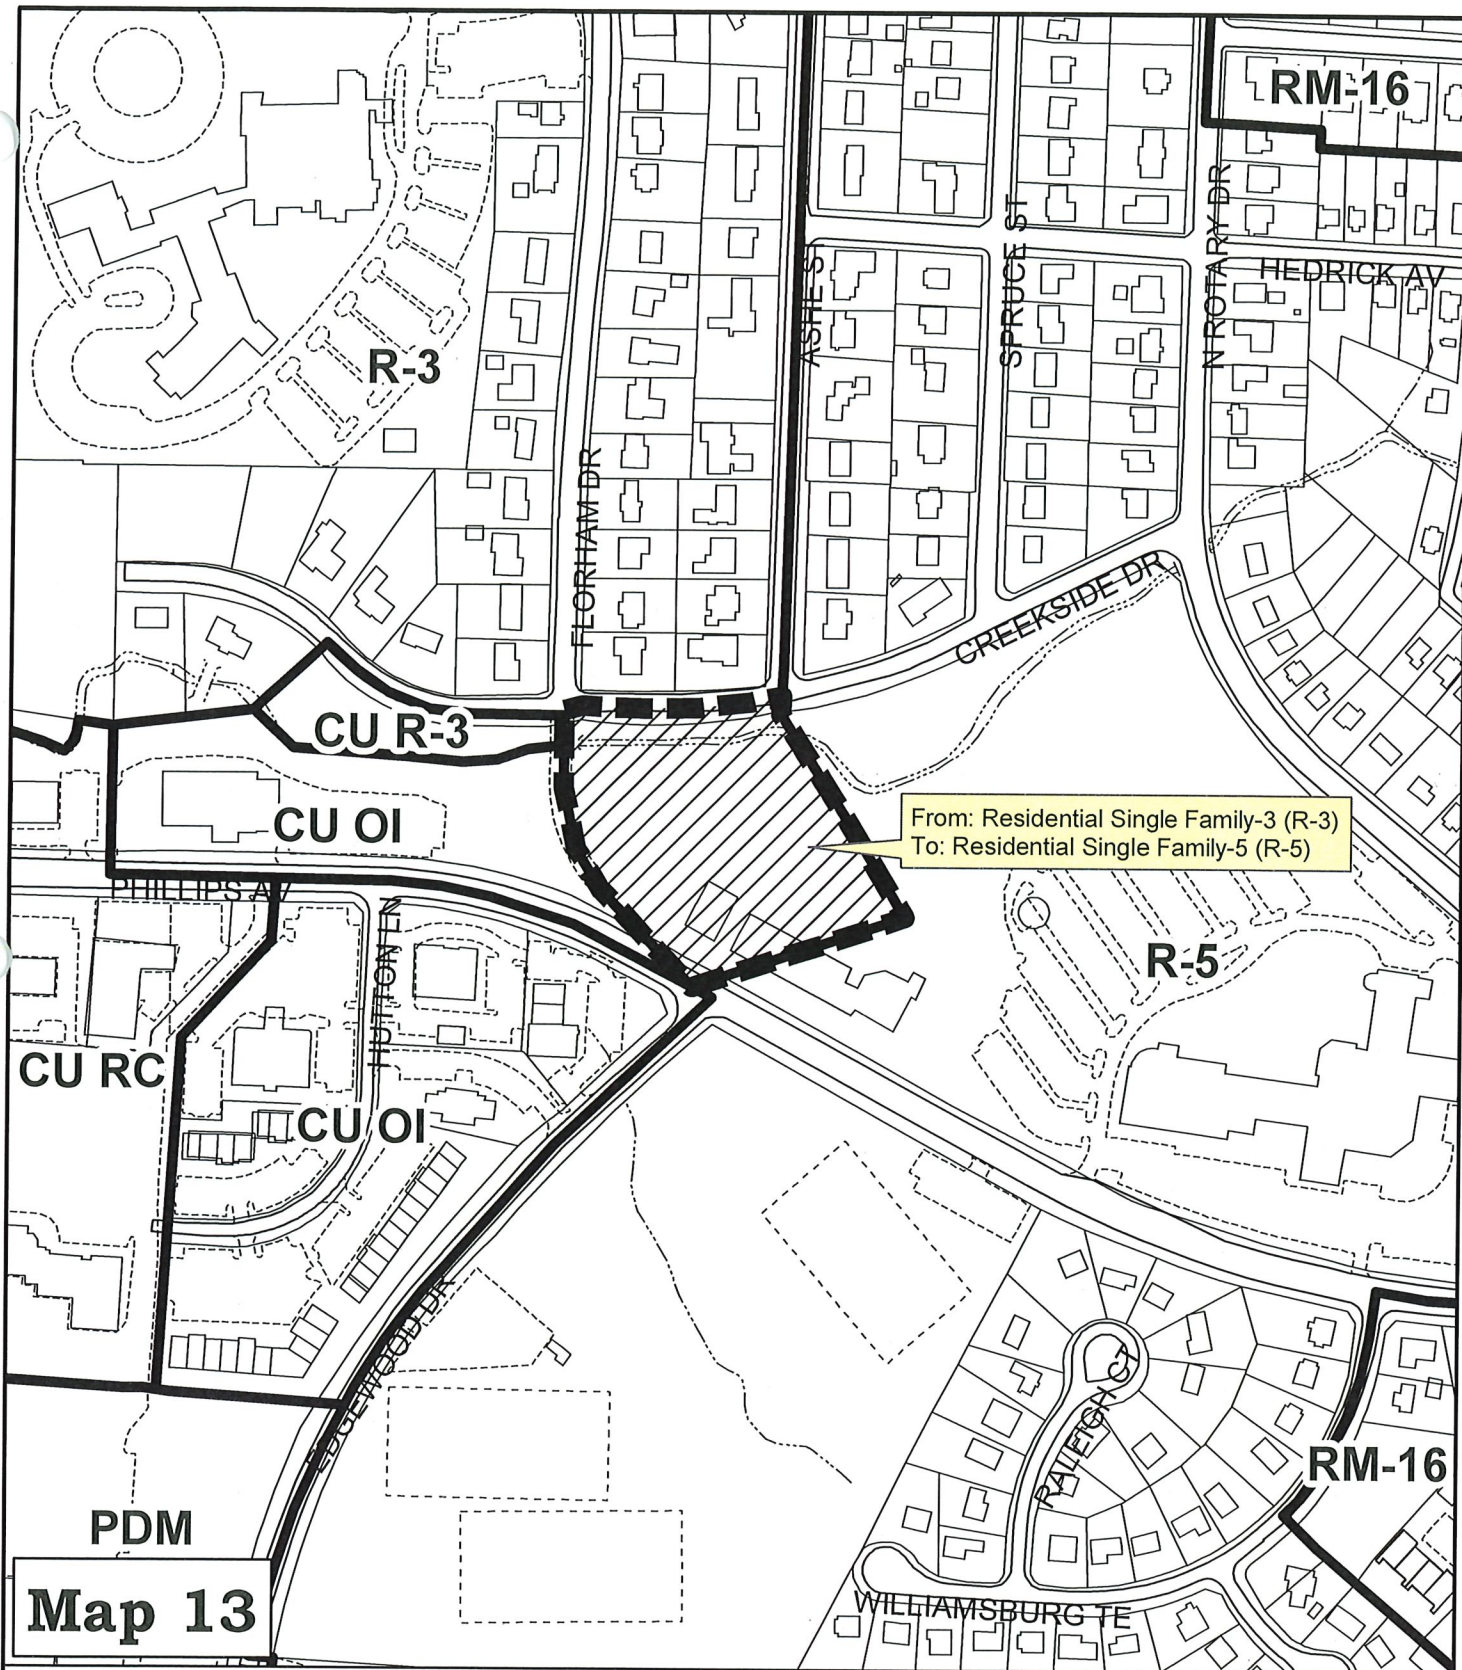 RM-16
N ROTARY DR
SPRUCE ST
ASHE ST
HEDRICK AV
R-3
FLORHAM DR
CREEKSIDE DR
CU R-3
CU OI
From: Residential Single Family-3 (R-3)
To: Residential Single Family-5 (R-5)
PHILLIPS AV
HUTTON LN
R-5
CU RC
CU OI
EDGEWOOD DR
RALEIGH CT
RM-16
PDM
Map 13
WILLIAMSBURG TE